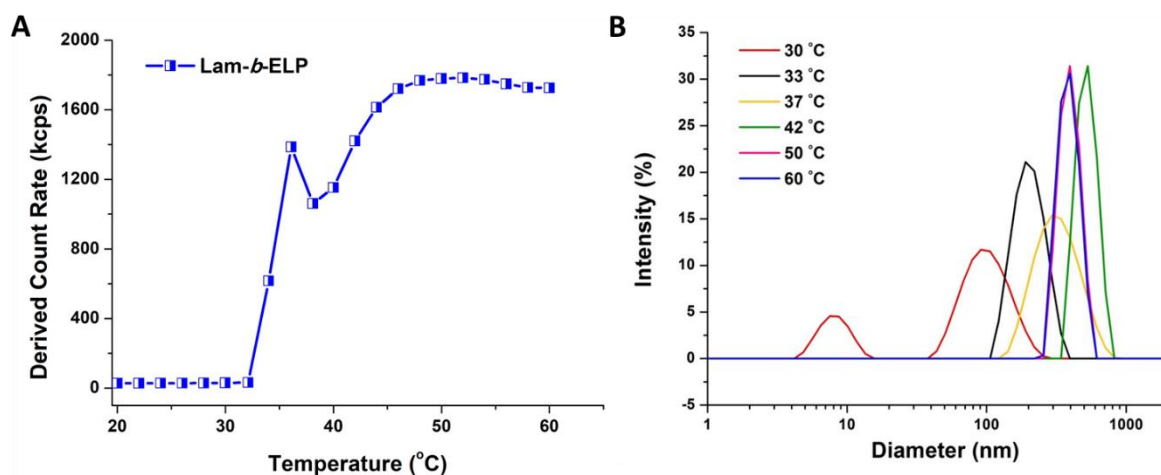 A
Lam-b-ELP
Derived Count Rate (kcps)
2000
1600
1200
800
400
0
20
30
40
50
60
Temperature (°C)
B
30 °C
33 °C
37 °C
42 °C
50 °C
60 °C
Intensity (%)
35
30
25
20
15
10
5
0
-5
1
10
100
1000
Diameter (nm)